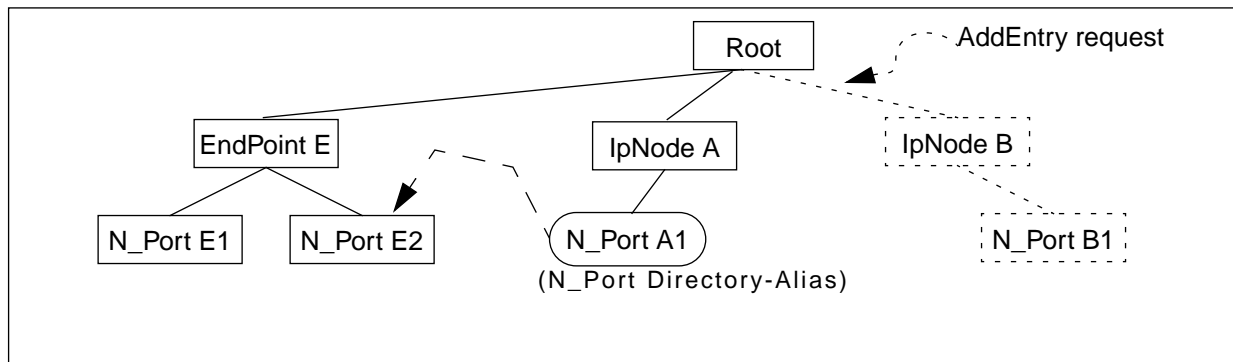 AddEntry request
Root
EndPoint E
IpNode A
IpNode B
N_Port E1
N_Port E2
N_Port A1
N_Port B1
(N_Port Directory-Alias)